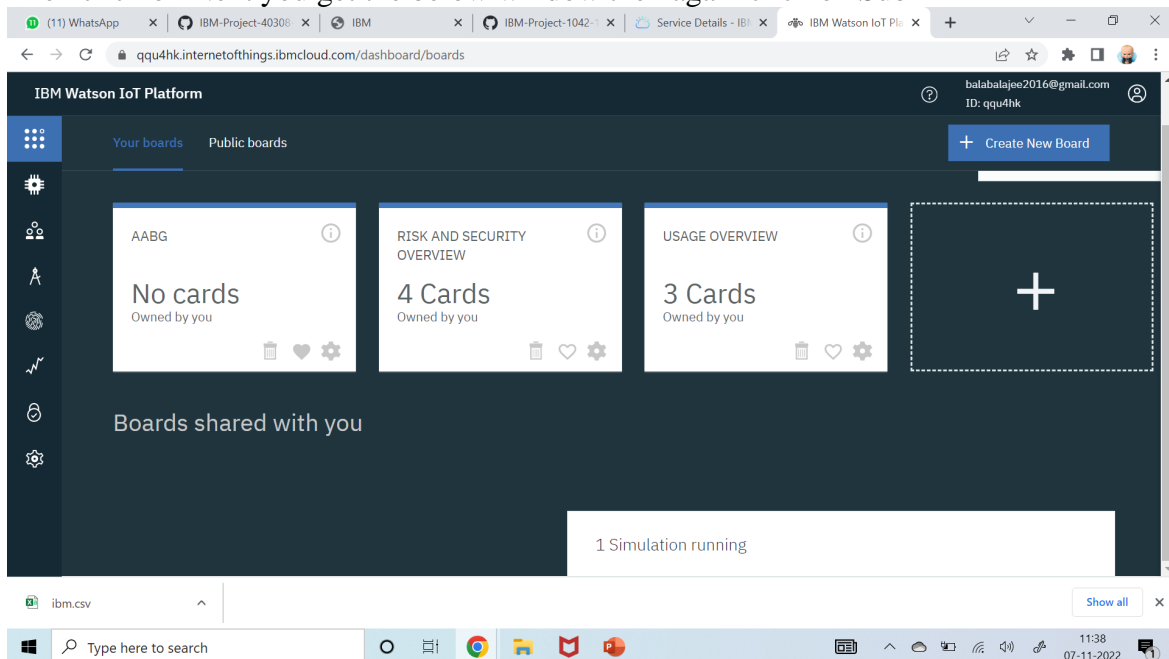 (11) WhatsApp
IBM-Project-40308
IBM
IBM-Project-1042-1
Service Details - IBM
IBM Watson IoT Pla
qqu4hk.internetofthings.ibmcloud.com/dashboard/boards
IBM Watson IoT Platform
balabalajee2016@gmail.com
ID: qqu4hk
Your boards
Public boards
Create New Board
AABG
No cards
Owned by you
RISK AND SECURITY
OVERVIEW
4 Cards
Owned by you
USAGE OVERVIEW
3 Cards
Owned by you
Boards shared with you
1 Simulation running
ibm.csv
Show all
Type here to search
11:38
07-11-2022